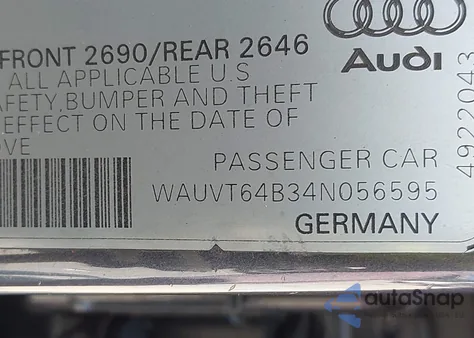 FRONT 2690/REAR 2646
Audi
ALL APPLICABLE U.S
AFETY.BUMPER AND THEFT
EFFECT ON THE DATE OF
OVE
PASSENGER CAR
WAUVT64B34N056595
GERMANY
4922043
autoSnap